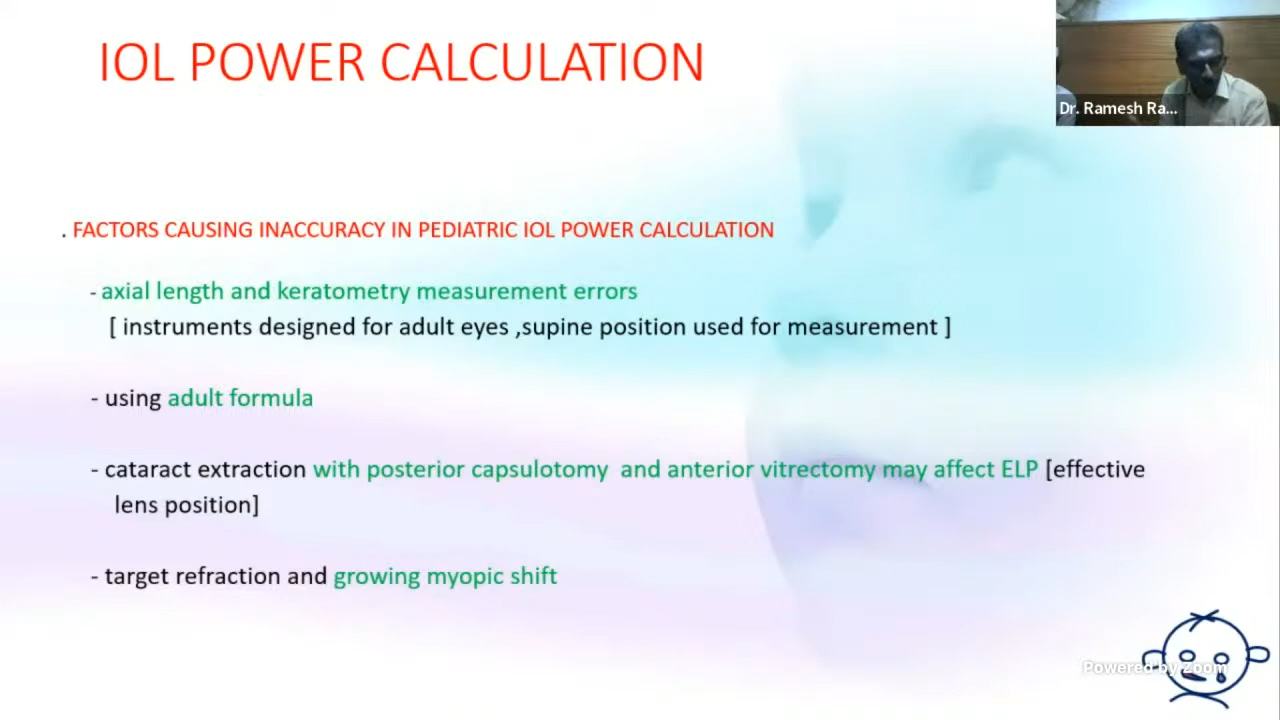 IOL POWER CALCULATION
Dr. Ramesh Ra...
. FACTORS CAUSING INACCURACY IN PEDIATRIC IOL POWER CALCULATION
- axial length and keratometry measurement errors
[ instruments designed for adult eyes ,supine position used for measurement ]
- using adult formula
- cataract extraction with posterior capsulotomy and anterior vitrectomy may affect ELP [effective
lens position]
- target refraction and growing myopic shift
Powered by Zoom